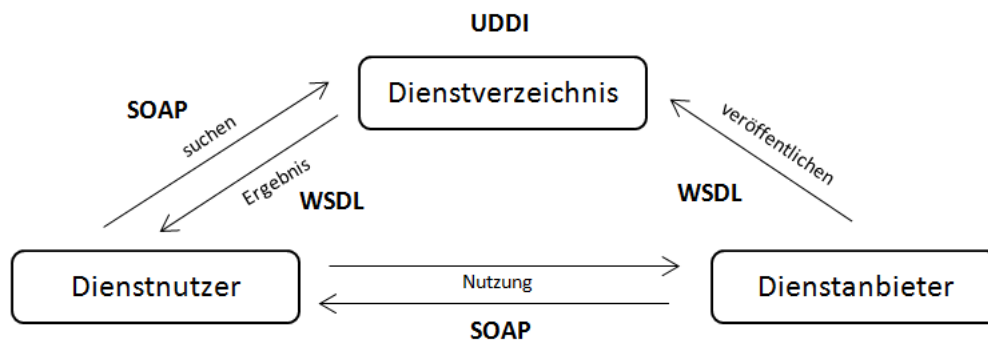 UDDI
Dienstverzeichnis
SOAP
suchen
Ergebnis
WSDL
veröffentlichen
WSDL
Dienstnutzer
Nutzung
SOAP
Dienstanbieter